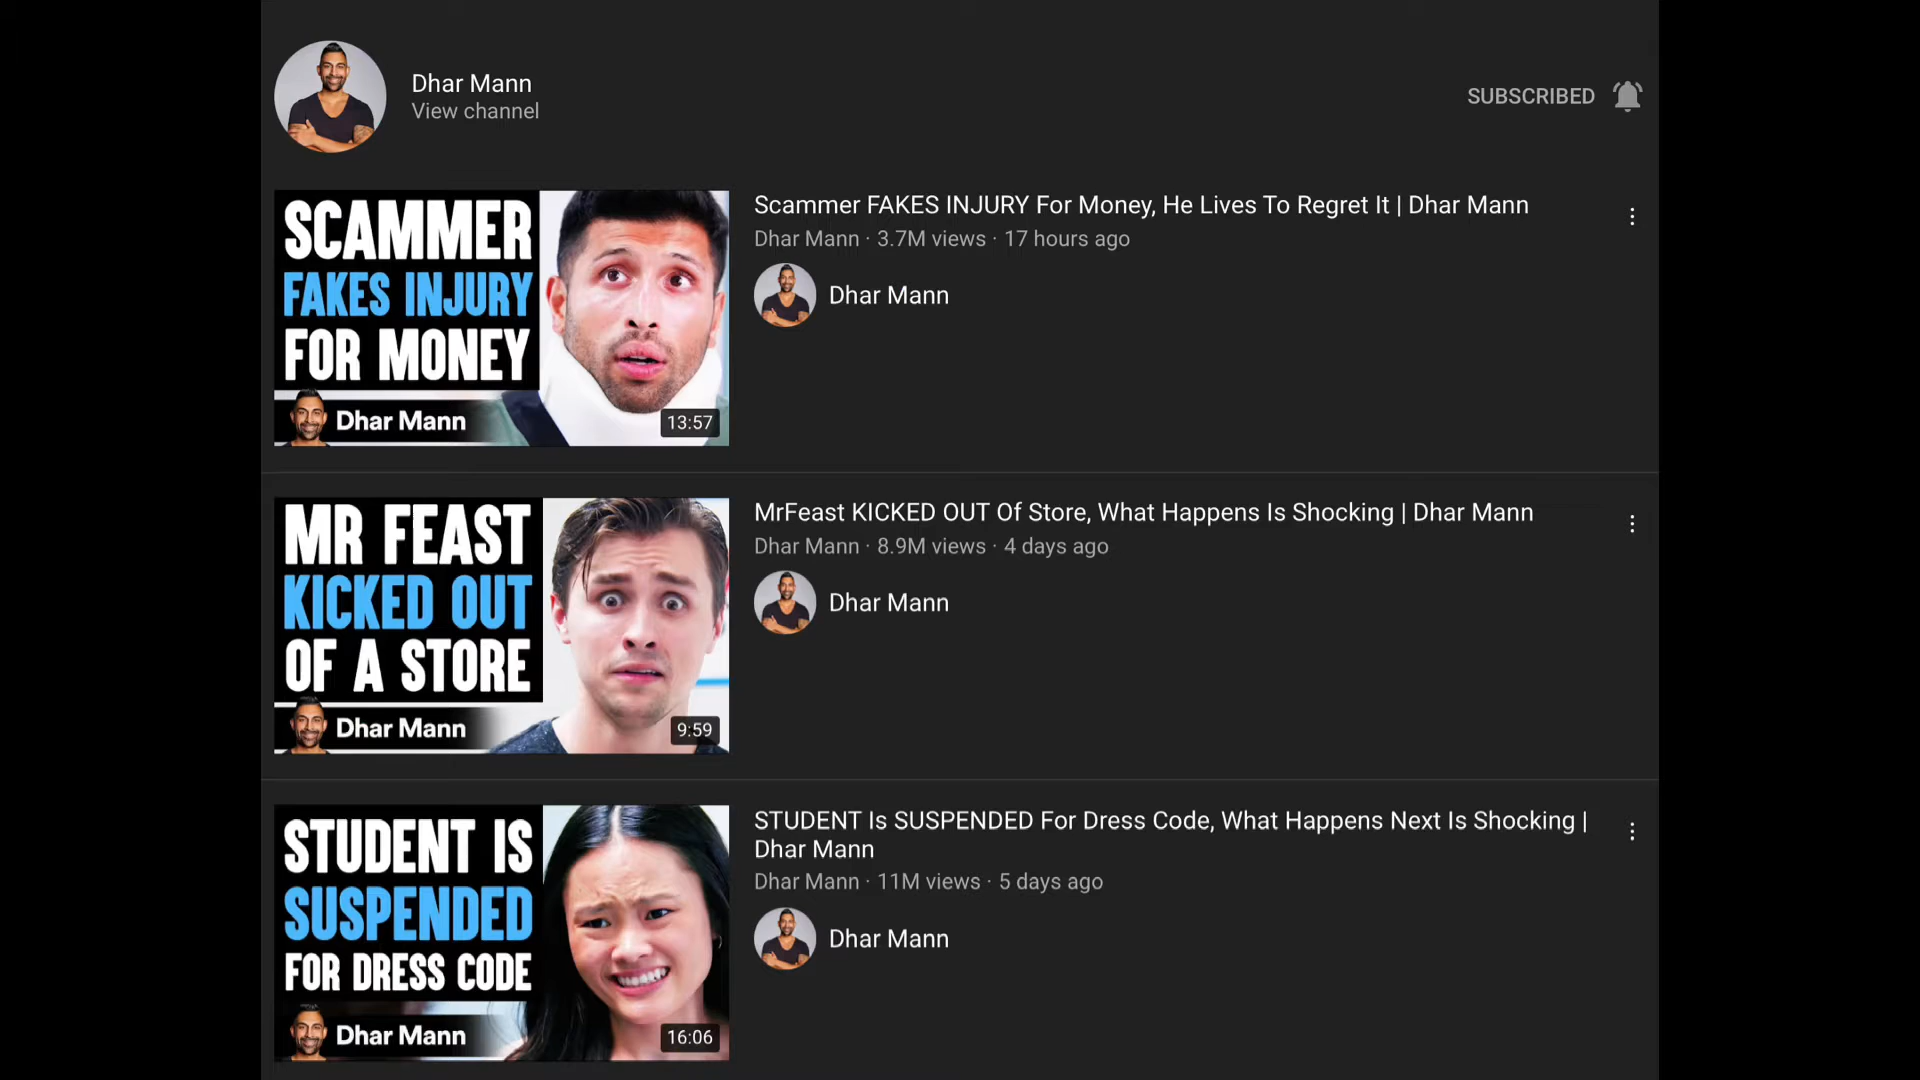 Dhar Mann
View channel
SUBSCRIBED
SCAMMER
FAKES INJURY
FOR MONEY
Dhar Mann
13:57
Scammer FAKES INJURY For Money, He Lives To Regret It | Dhar Mann
Dhar Mann · 3.7M views · 17 hours ago
Dhar Mann
MR FEAST
KICKED OUT
OF A STORE
Dhar Mann
9:59
MrFeast KICKED OUT Of Store, What Happens Is Shocking | Dhar Mann
Dhar Mann · 8.9M views · 4 days ago
Dhar Mann
STUDENT IS
SUSPENDED
FOR DRESS CODE
Dhar Mann
16:06
STUDENT Is SUSPENDED For Dress Code, What Happens Next Is Shocking |
Dhar Mann
Dhar Mann · 11M views · 5 days ago
Dhar Mann